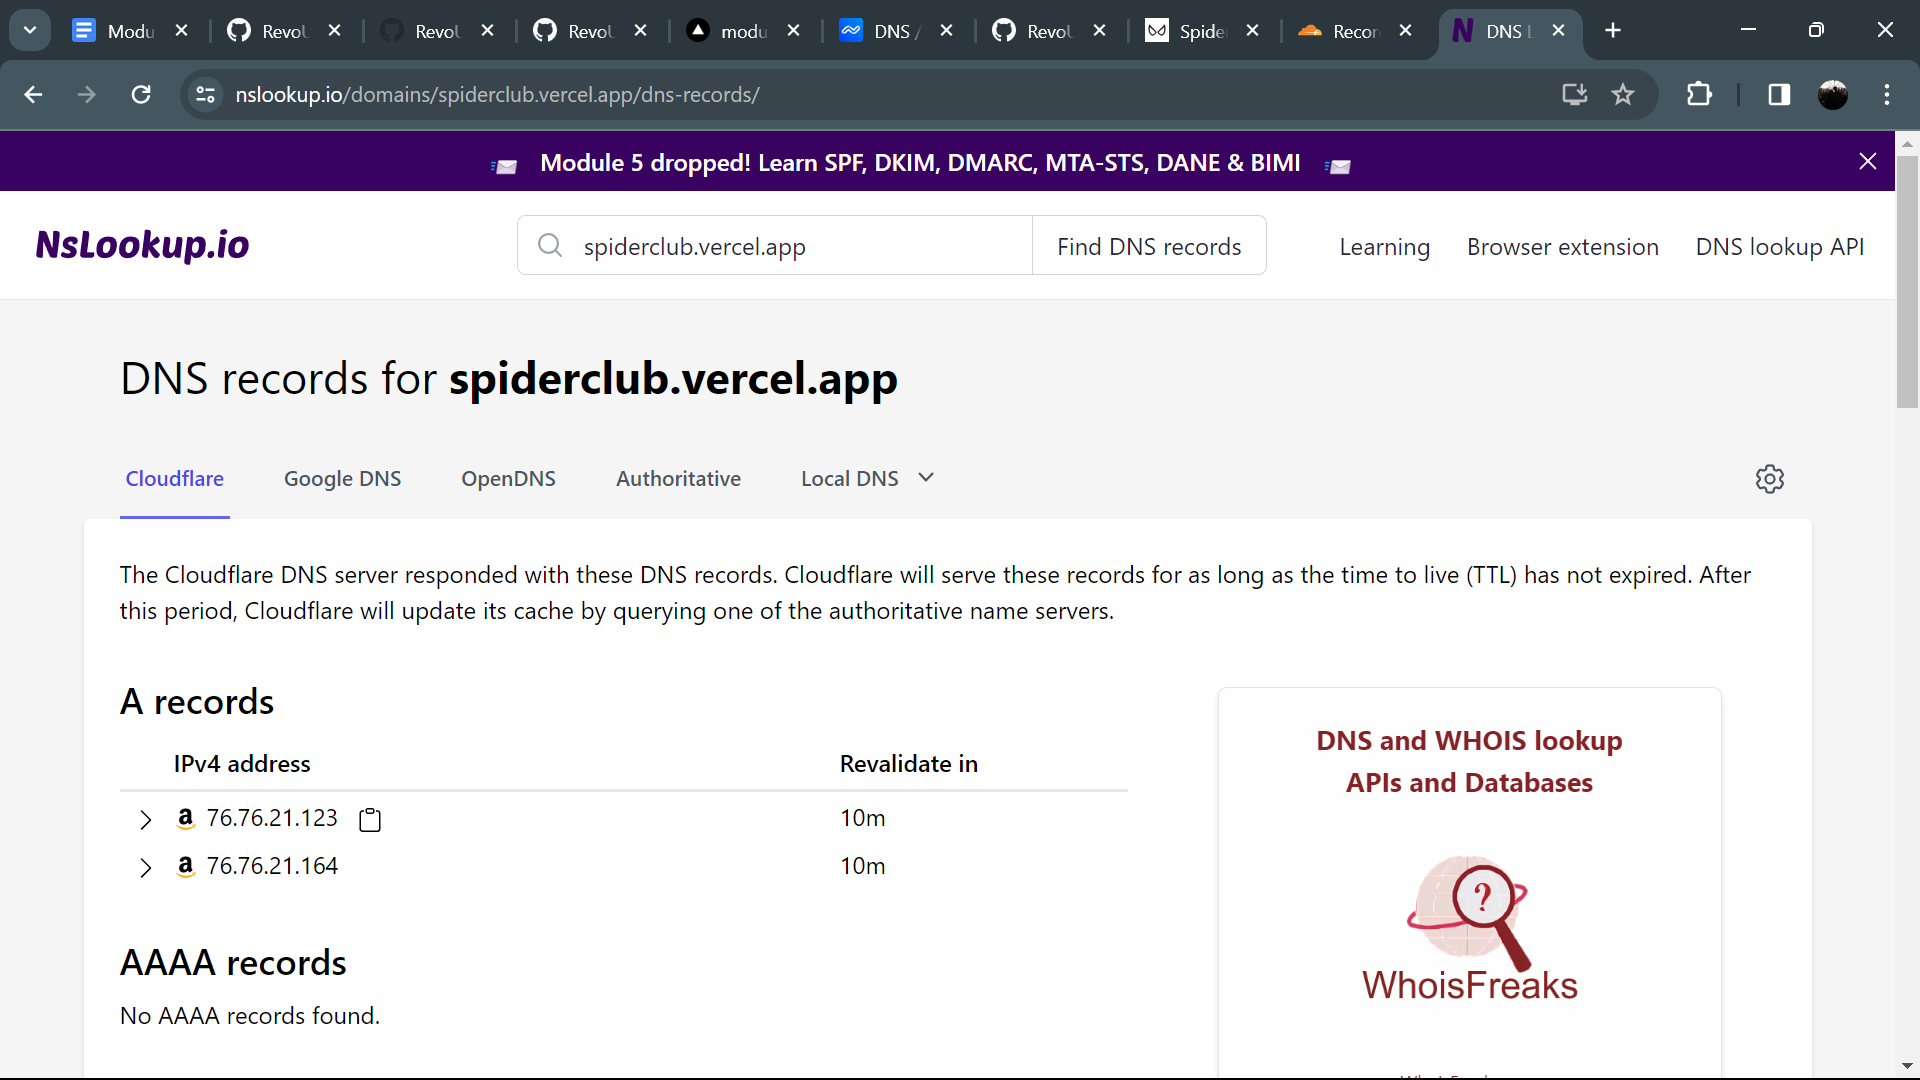 Modu
RevoU
RevoU
RevoU
modu
DNS /
RevoU
Spide
Recor
DNS L
nslookup.io/domains/spiderclub.vercel.app/dns-records/
Module 5 dropped! Learn SPF, DKIM, DMARC, MTA-STS, DANE & BIMI
NsLookup.io
spiderclub.vercel.app
Find DNS records
Learning
Browser extension
DNS lookup API
DNS records for spiderclub.vercel.app
Cloudflare
Google DNS
OpenDNS
Authoritative
Local DNS
The Cloudflare DNS server responded with these DNS records. Cloudflare will serve these records for as long as the time to live (TTL) has not expired. After
this period, Cloudflare will update its cache by querying one of the authoritative name servers.
A records
IPv4 address
Revalidate in
76.76.21.123
10m
76.76.21.164
10m
AAAA records
No AAAA records found.
DNS and WHOIS lookup
APIs and Databases
WhoisFreaks